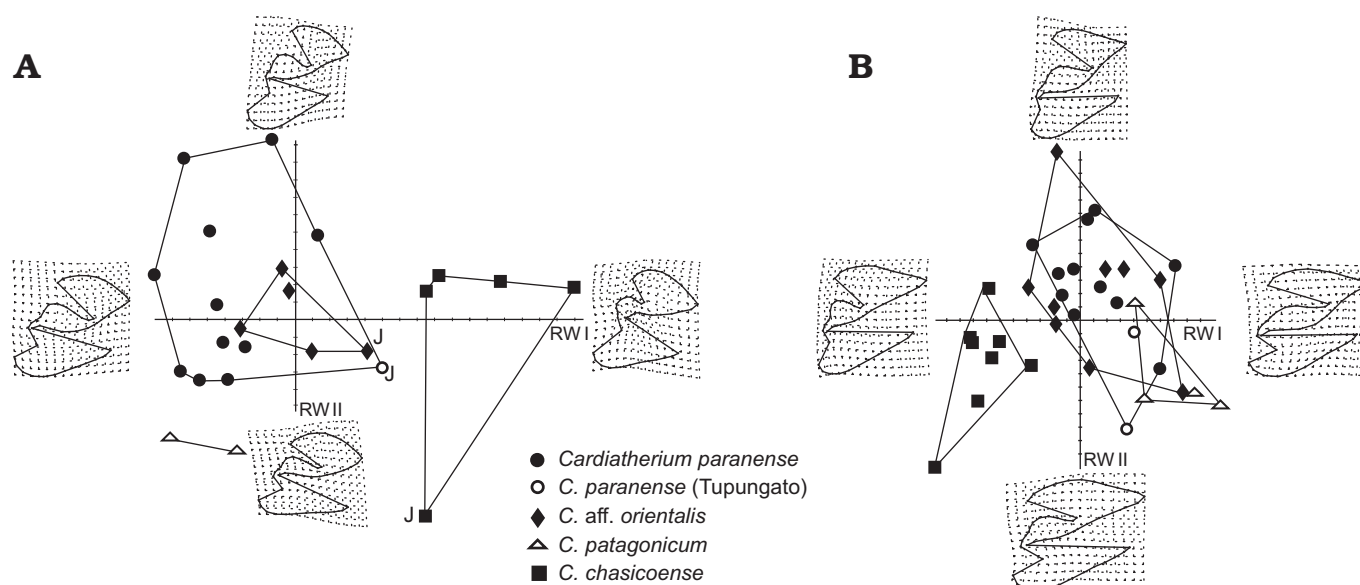 A
B
RW I
RW I
J
J
RW II
RW II
J
Cardiatherium paranense
C. paranense (Tupungato)
C. aff. orientalis
C. patagonicum
C. chasicoense